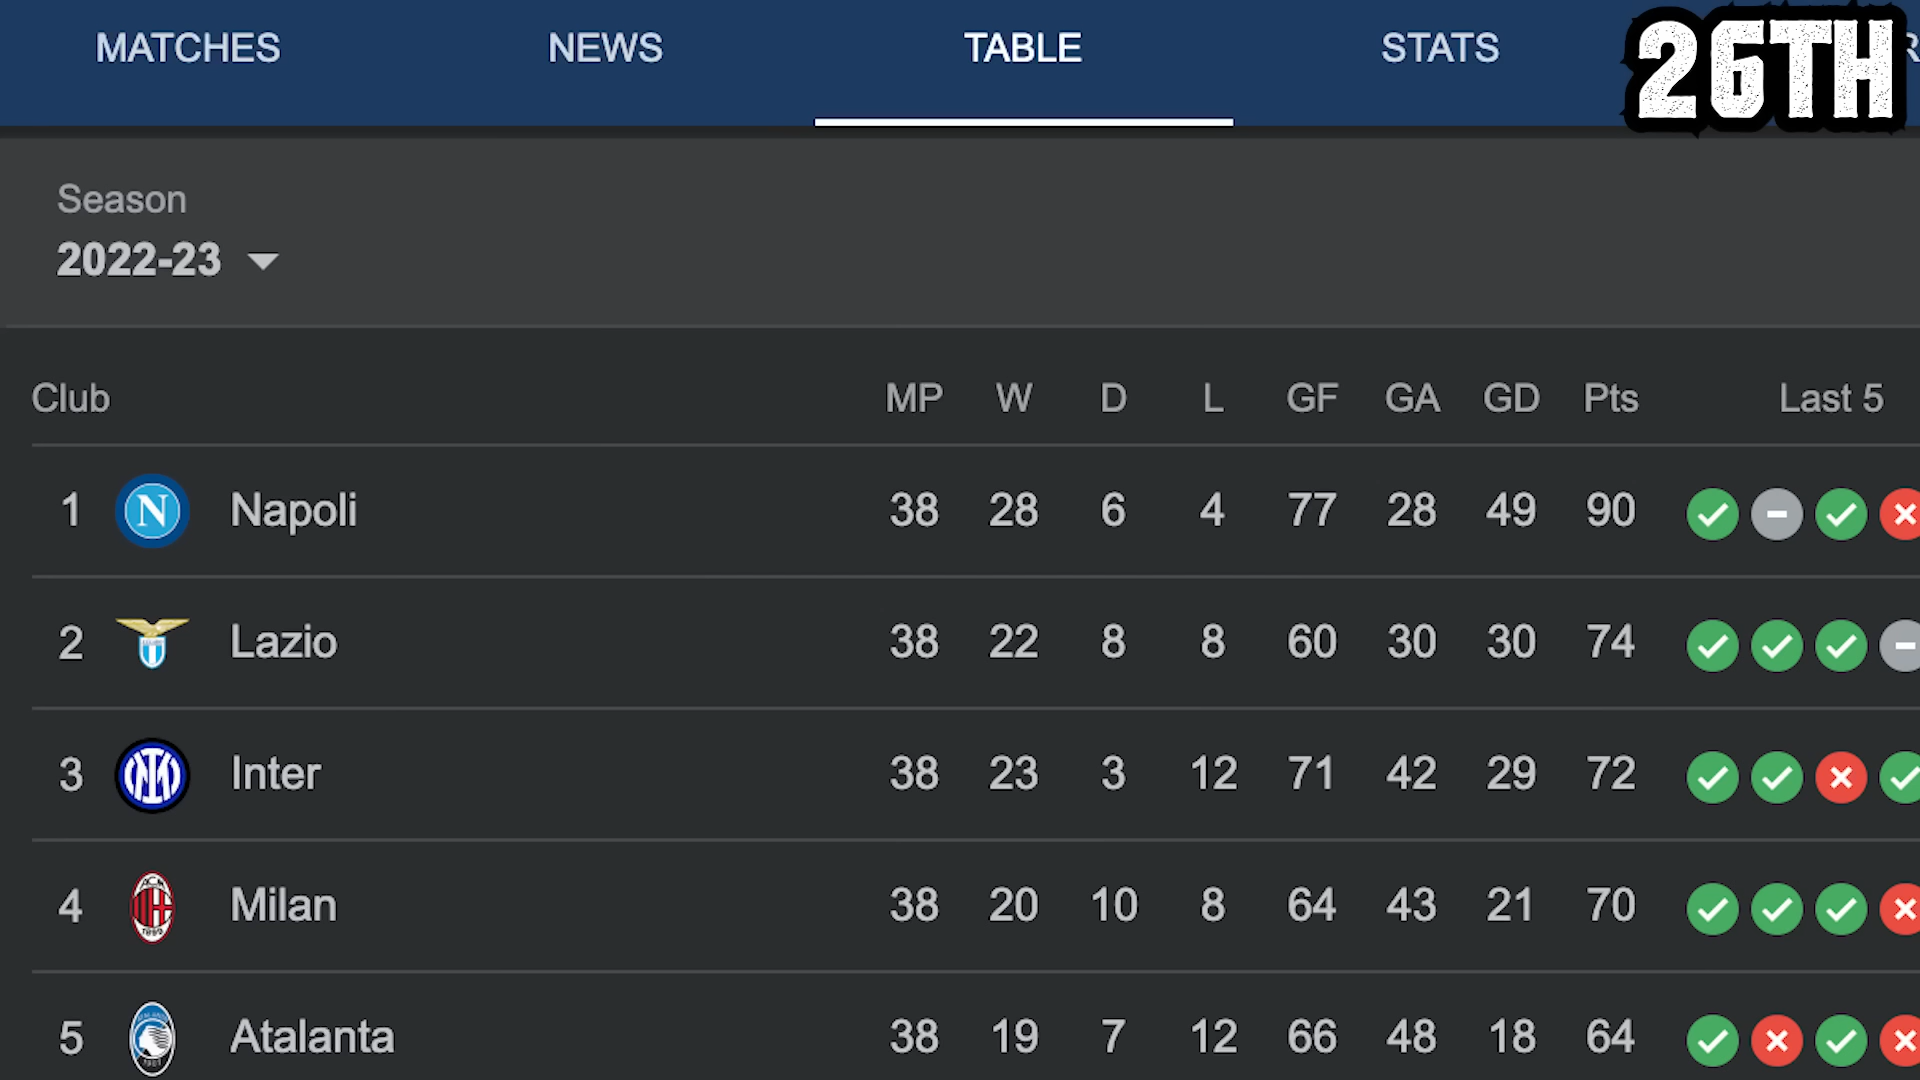 MATCHES NEWS TABLE STATS 26TH
Season
2022-23
Club MP W D L GF GA GD Pts Last 5
1 N Napoli 38 28 6 4 77 28 49 90
2 Lazio 38 22 8 8 60 30 30 74
3 Inter 38 23 3 12 71 42 29 72
4 ACM 1899 Milan 38 20 10 8 64 43 21 70
5 Atalanta 38 19 7 12 66 48 18 64